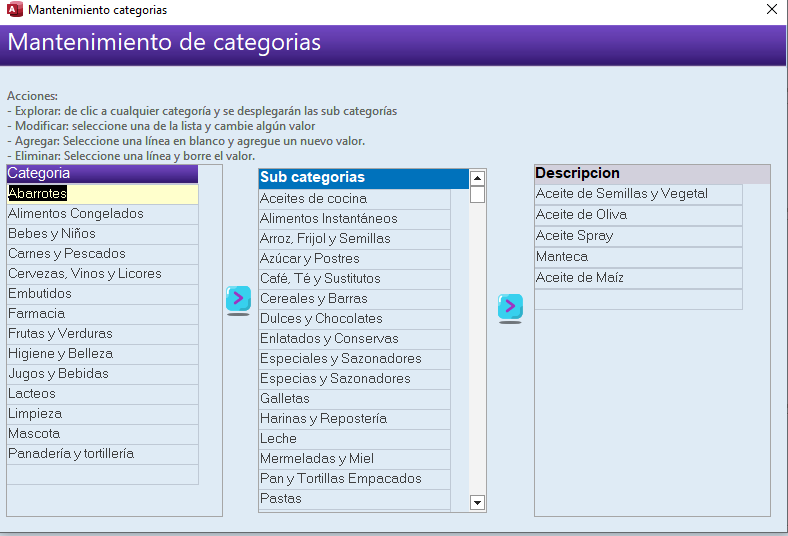 Mantenimiento categorias
Mantenimiento de categorias
Acciones:
- Explorar: de clic a cualquier categoría y se desplegarán las sub categorías
- Modificar: seleccione una de la lista y cambie algún valor
- Agregar: Seleccione una línea en blanco y agregue un nuevo valor.
- Eliminar: Seleccione una línea y borre el valor.
Categoria
Abarrotes
Alimentos Congelados
Bebes y Niños
Carnes y Pescados
Cervezas, Vinos y Licores
Embutidos
Farmacia
Frutas y Verduras
Higiene y Belleza
Jugos y Bebidas
Lacteos
Limpieza
Mascota
Panadería y tortillería
Sub categorias
Aceites de cocina
Alimentos Instantáneos
Arroz, Frijol y Semillas
Azúcar y Postres
Café, Té y Sustitutos
Cereales y Barras
Dulces y Chocolates
Enlatados y Conservas
Especiales y Sazonadores
Especias y Sazonadores
Galletas
Harinas y Repostería
Leche
Mermeladas y Miel
Pan y Tortillas Empacados
Pastas
Descripcion
Aceite de Semillas y Vegetal
Aceite de Oliva
Aceite Spray
Manteca
Aceite de Maíz